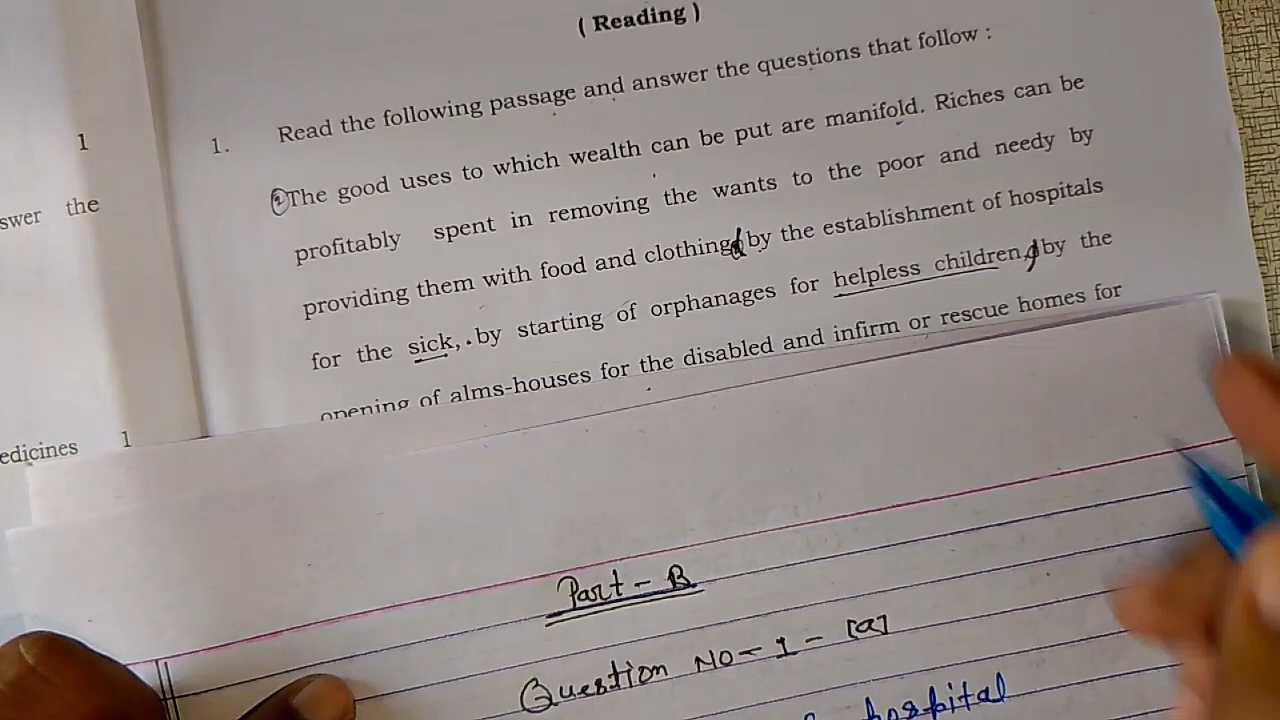 ( Reading )
1. Read the following passage and answer the questions that follow :
The good uses to which wealth can be put are manifold. Riches can be
profitably spent in removing the wants to the poor and needy by
providing them with food and clothing, by the establishment of hospitals
for the sick, by starting of orphanages for helpless children, by the
opening of alms-houses for the disabled and infirm or rescue homes for
1
swer the
edicines 1
Part - B
Question No - 1 - [a]
hospital